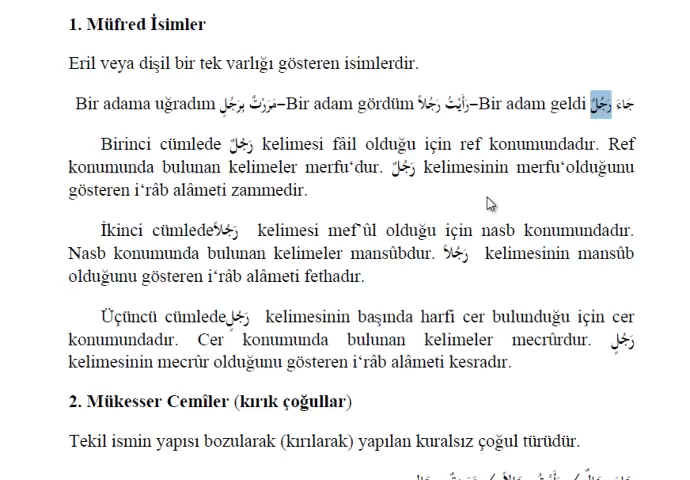 1. Müfred İsimler
Eril veya dişil bir tek varlığı gösteren isimlerdir.
Bir adama uğradım مَرَرْتُ بِرَجُلٍ–Bir adam gördüm رَأَيْتُ رَجُلاً–Bir adam geldi جَاءَ رَجُلٌ
Birinci cümlede رَجُلٌ kelimesi fâil olduğu için ref konumundadır. Ref
konumunda bulunan kelimeler merfu‘dur. رَجُلٌ kelimesinin merfu‘olduğunu
gösteren i‘râb alâmeti zammedir.
İkinci cümledeرَجُلاً kelimesi mef‘ûl olduğu için nasb konumundadır.
Nasb konumunda bulunan kelimeler mansûbdur. رَجُلاً kelimesinin mansûb
olduğunu gösteren i‘râb alâmeti fethadır.
Üçüncü cümledeرَجُلٍ kelimesinin başında harfi cer bulunduğu için cer
konumundadır. Cer konumunda bulunan kelimeler mecrûrdur. رَجُلٍ
kelimesinin mecrûr olduğunu gösteren i‘râb alâmeti kesradır.
2. Mükesser Cemîler (kırık çoğullar)
Tekil ismin yapısı bozularak (kırılarak) yapılan kuralsız çoğul türüdür.